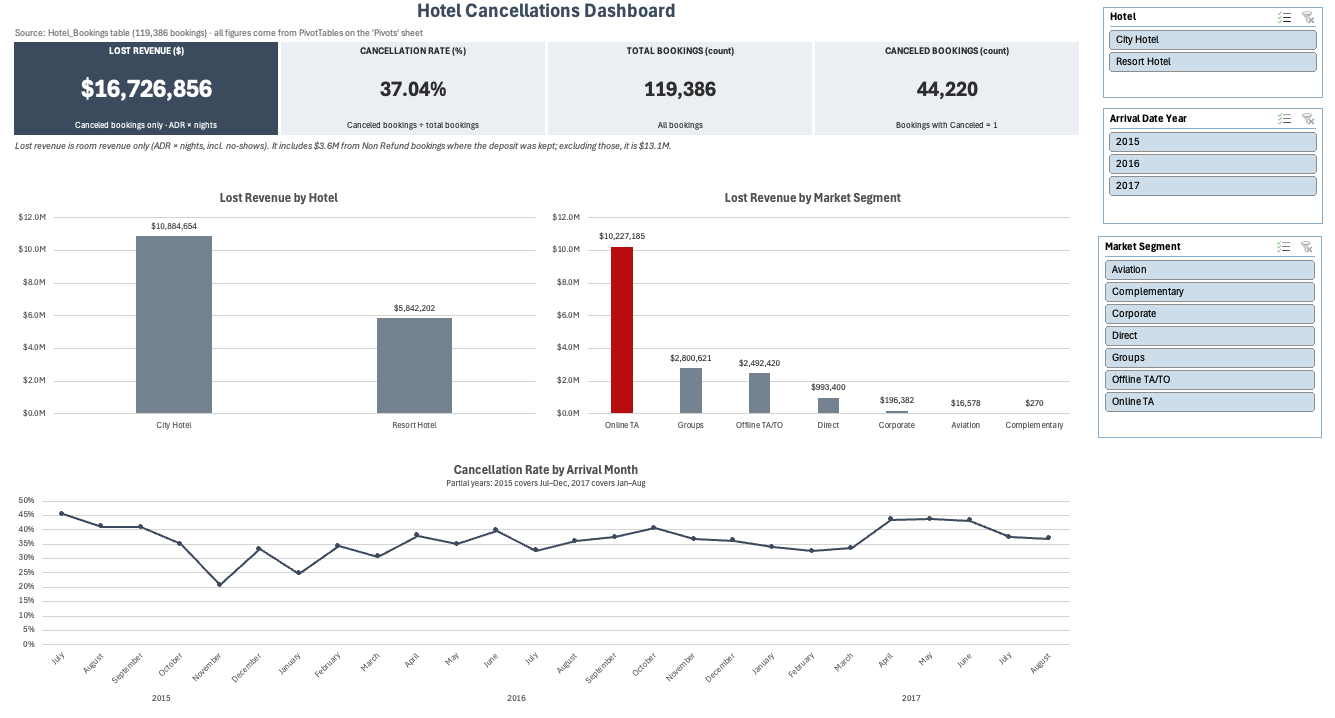 Hotel Cancellations Dashboard
Source: Hotel_Bookings table (119,386 bookings) - all figures come from PivotTables on the 'Pivots' sheet
LOST REVENUE ($)
$16,726,856
Canceled bookings only - ADR × nights
CANCELLATION RATE (%)
37.04%
Canceled bookings ÷ total bookings
TOTAL BOOKINGS (count)
119,386
All bookings
CANCELED BOOKINGS (count)
44,220
Bookings with Canceled = 1
Lost revenue is room revenue only (ADR × nights, incl. no-shows). It includes $3.6M from Non Refund bookings where the deposit was kept; excluding those, it is $13.1M.
Lost Revenue by Hotel
$12.0M
$10.0M
$8.0M
$6.0M
$4.0M
$2.0M
$0.0M
$10,884,654
$5,842,202
City Hotel
Resort Hotel
Lost Revenue by Market Segment
$12.0M
$10.0M
$8.0M
$6.0M
$4.0M
$2.0M
$0.0M
$10,227,185
$2,800,621
$2,492,420
$993,400
$196,382
$16,578
$270
Online TA
Groups
Offline TA/TO
Direct
Corporate
Aviation
Complementary
Cancellation Rate by Arrival Month
Partial years: 2015 covers Jul–Dec, 2017 covers Jan–Aug
50%
45%
40%
35%
30%
25%
20%
15%
10%
5%
0%
July
August
September
October
November
December
January
February
March
April
May
June
July
August
September
October
November
December
January
February
March
April
May
June
July
August
2015
2016
2017
Hotel
City Hotel
Resort Hotel
Arrival Date Year
2015
2016
2017
Market Segment
Aviation
Complementary
Corporate
Direct
Groups
Offline TA/TO
Online TA